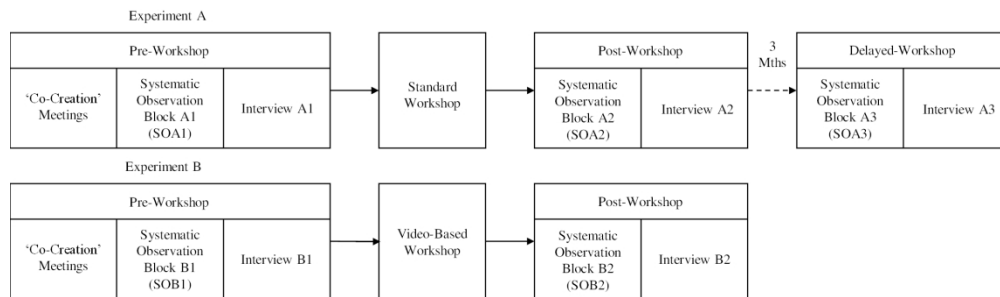 Experiment A
Pre-Workshop
'Co-Creation'
Meetings
Systematic
Observation
Block A1
(SOA1)
Interview A1
Standard
Workshop
Post-Workshop
Systematic
Observation
Block A2
(SOA2)
Interview A2
3
Mths
Delayed-Workshop
Systematic
Observation
Block A3
(SOA3)
Interview A3
Experiment B
Pre-Workshop
'Co-Creation'
Meetings
Systematic
Observation
Block B1
(SOB1)
Interview B1
Video-Based
Workshop
Post-Workshop
Systematic
Observation
Block B2
(SOB2)
Interview B2